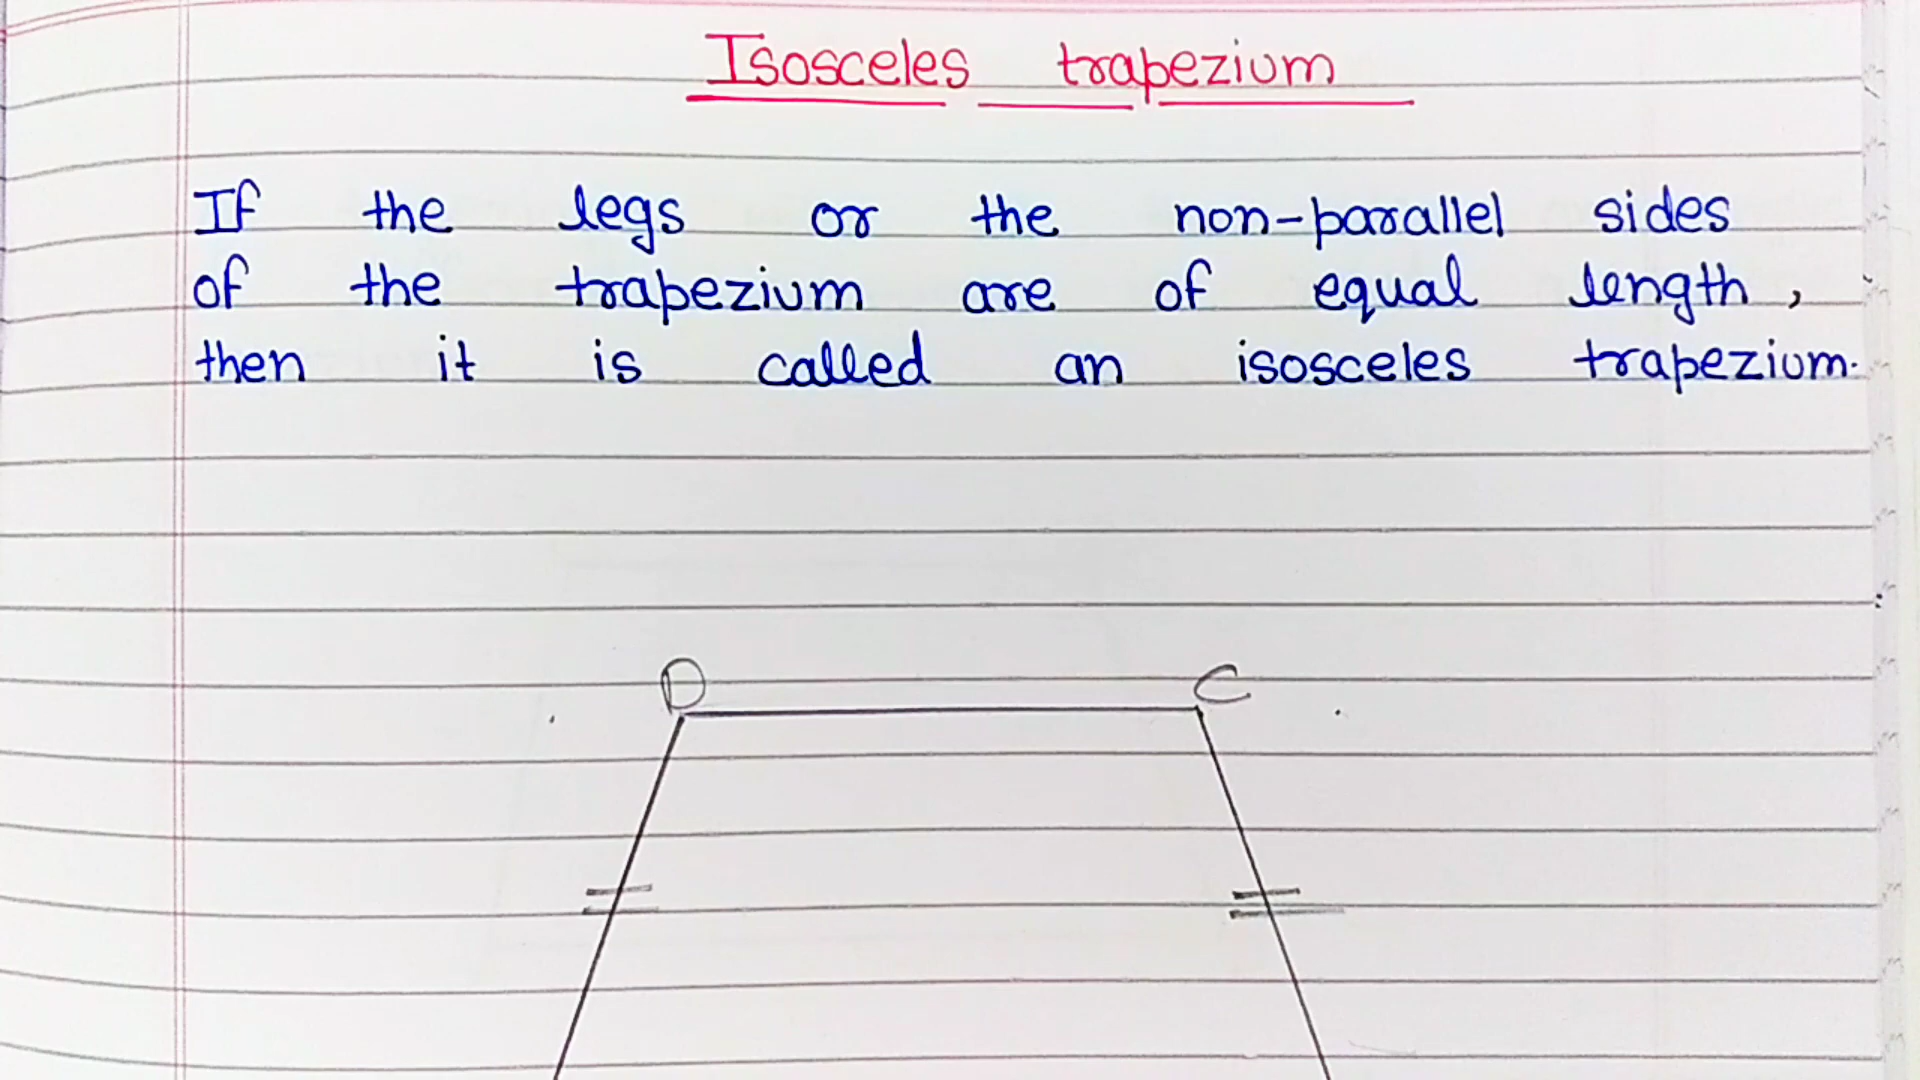 Isosceles trapezium
If the legs or the non-parallel sides
of the trapezium are of equal length,
then it is called an isosceles trapezium.
D C